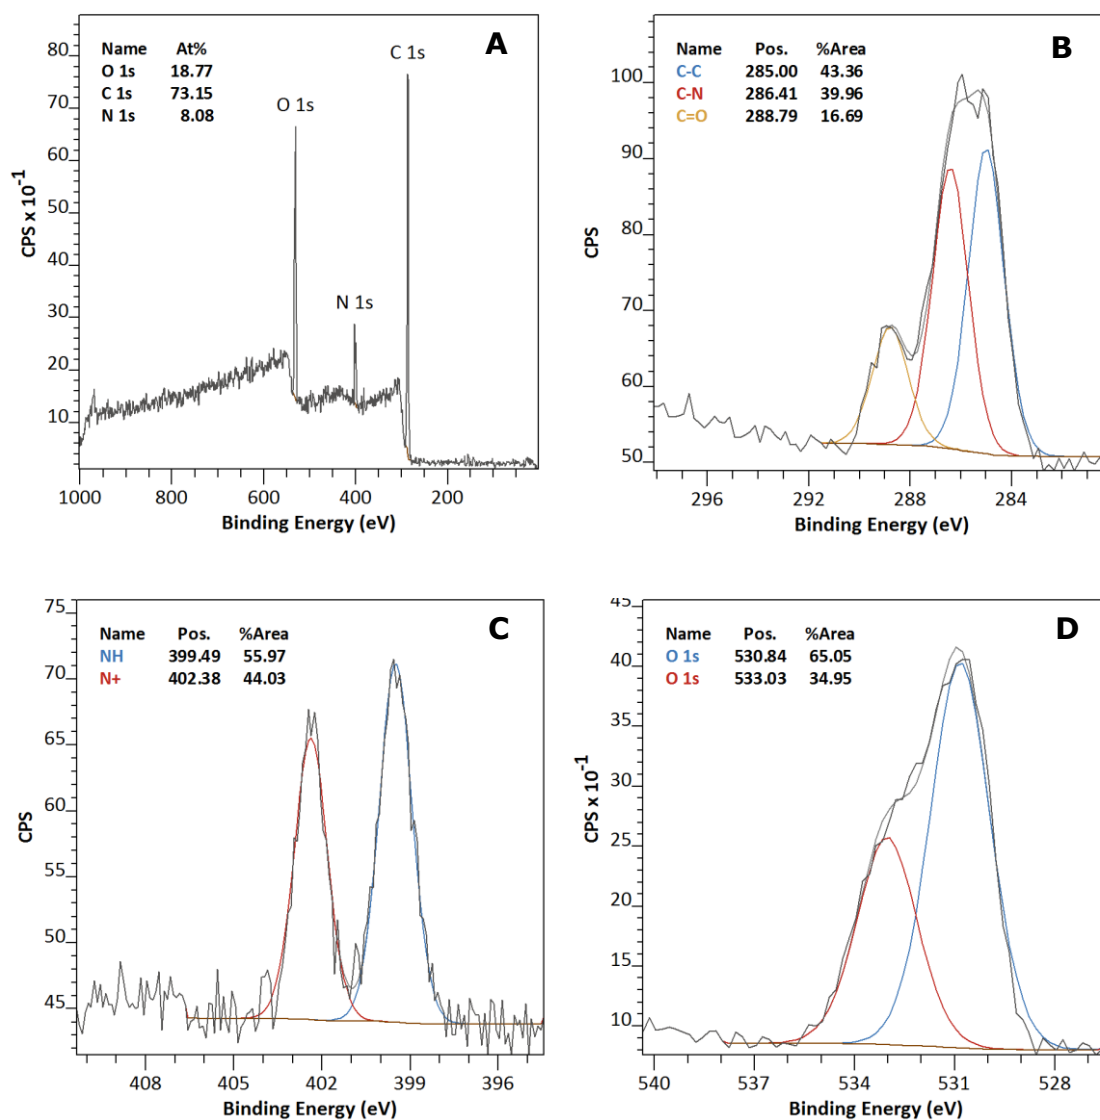 A
Name At%
O 1s 18.77
C 1s 73.15
N 1s 8.08
C 1s
O 1s
N 1s
80
70
60
50
40
30
20
10
CPS x 10⁻¹
1000 800 600 400 200
Binding Energy (eV)
B
Name Pos. %Area
C-C 285.00 43.36
C-N 286.41 39.96
C=O 288.79 16.69
100
90
80
70
60
50
CPS
296 292 288 284
Binding Energy (eV)
C
Name Pos. %Area
NH 399.49 55.97
N+ 402.38 44.03
75
70
65
60
55
50
45
CPS
408 405 402 399 396
Binding Energy (eV)
D
Name Pos. %Area
O 1s 530.84 65.05
O 1s 533.03 34.95
45
40
35
30
25
20
15
10
CPS x 10⁻¹
540 537 534 531 528
Binding Energy (eV)